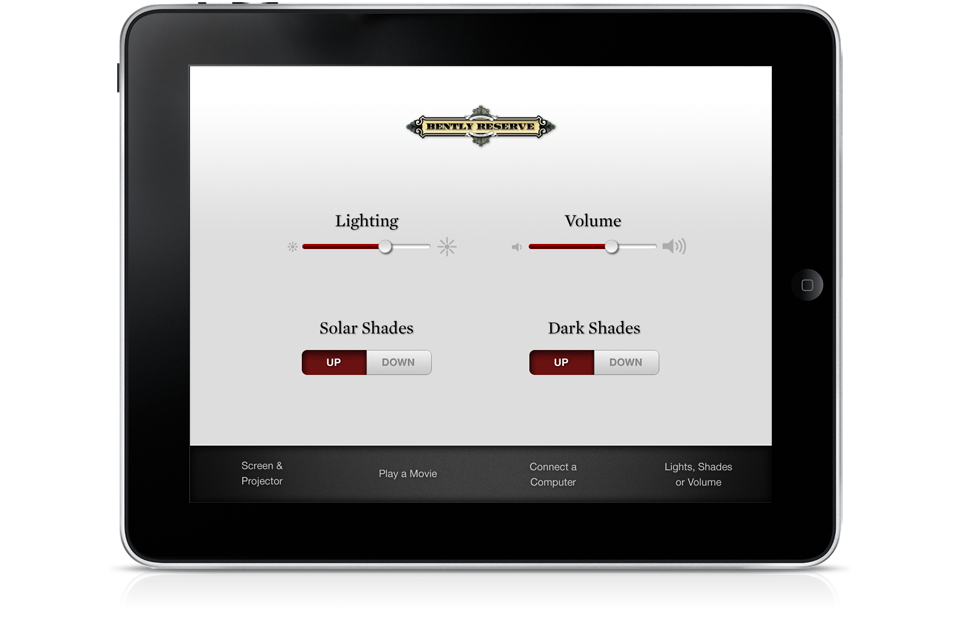 BENTLY RESERVE
Lighting
Volume
Solar Shades
Dark Shades
UP
DOWN
UP
DOWN
Screen &
Projector
Play a Movie
Connect a
Computer
Lights, Shades
or Volume